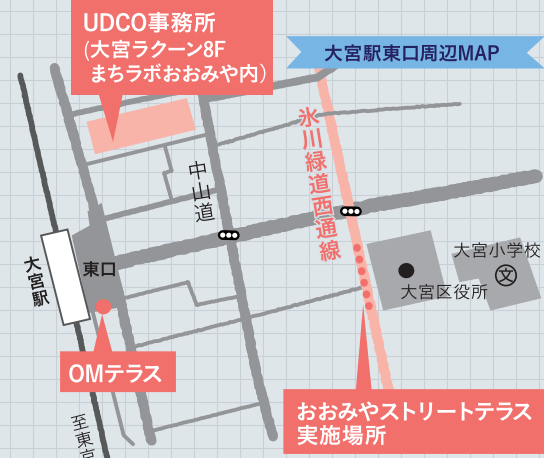 UDCO事務所
(大宮ラクーン8F
まちラボおおみや内)
大宮駅東口周辺MAP
氷川緑道西通線
中山道
大宮駅
東口
大宮小学校
文
大宮区役所
OMテラス
おおみやストリートテラス
実施場所
至東京